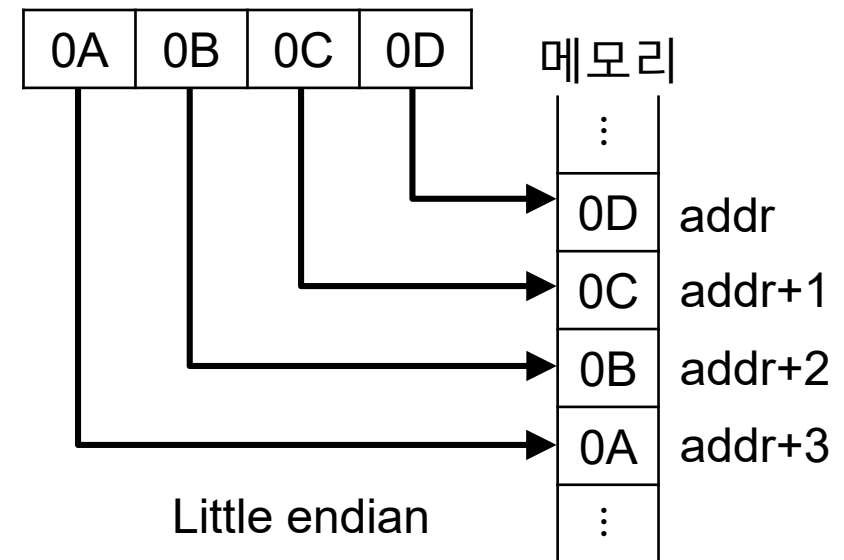 0A 0B 0C 0D
메모리
⋮
0D addr
0C addr+1
0B addr+2
0A addr+3
⋮
Little endian